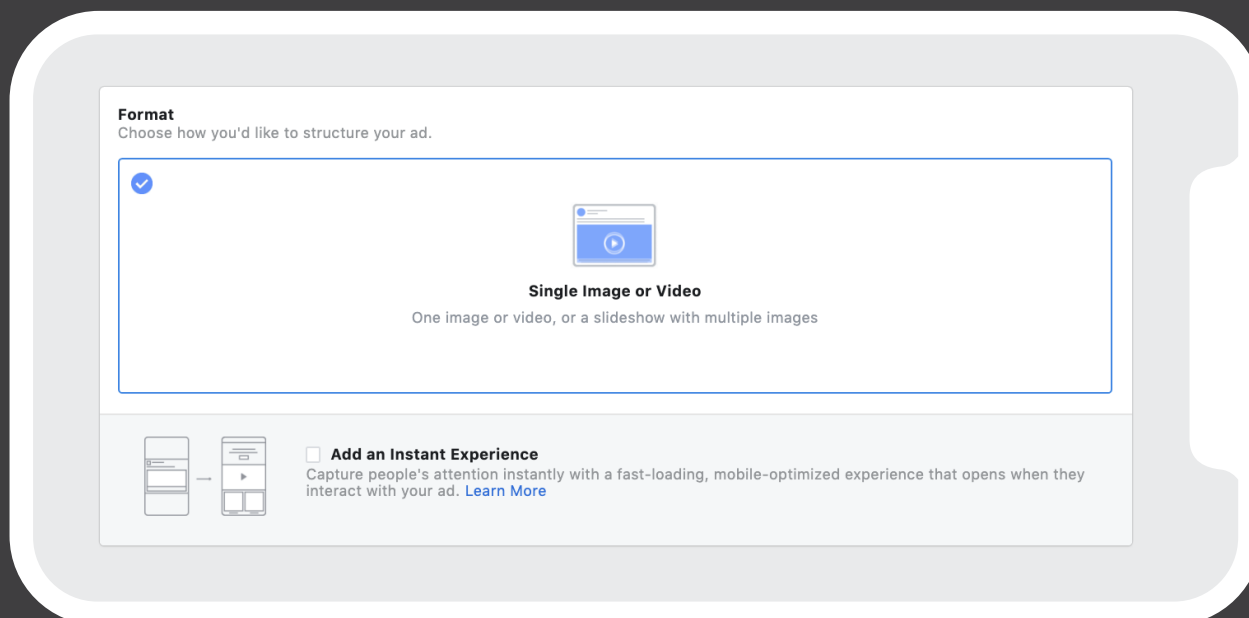 Format
Choose how you'd like to structure your ad.
Single Image or Video
One image or video, or a slideshow with multiple images
Add an Instant Experience
Capture people's attention instantly with a fast-loading, mobile-optimized experience that opens when they
interact with your ad. Learn More